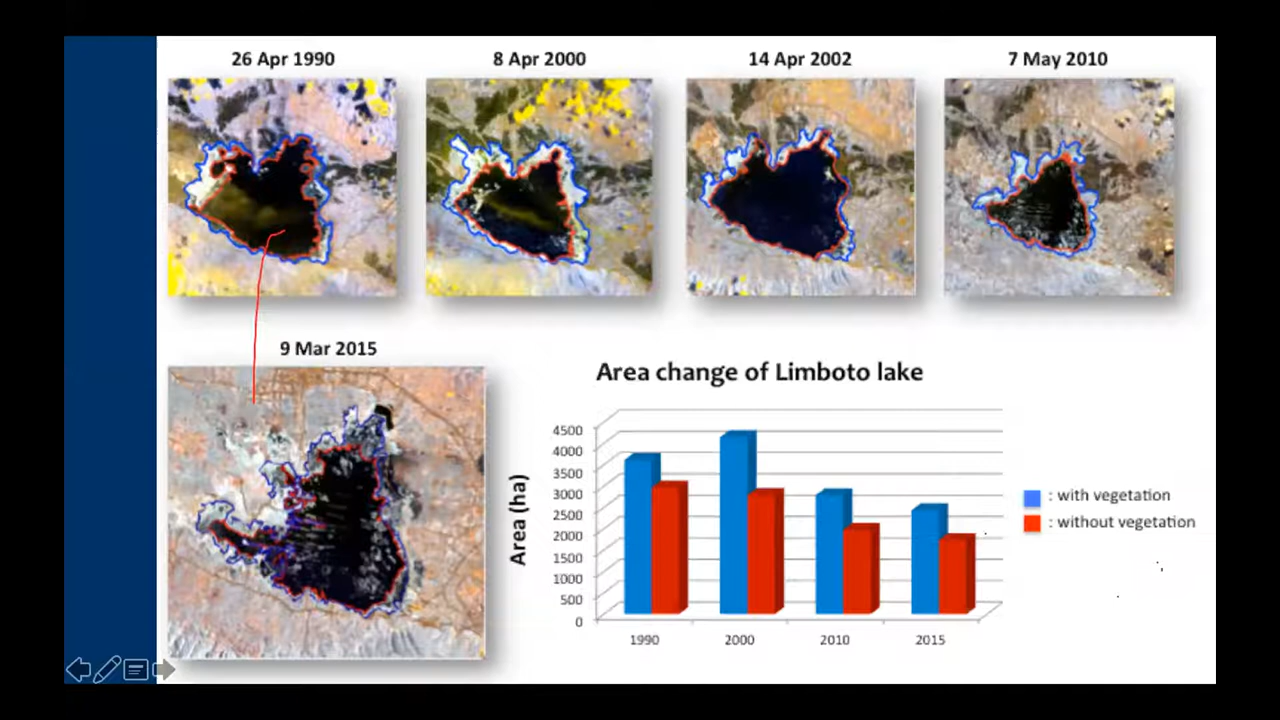 26 Apr 1990
8 Apr 2000
14 Apr 2002
7 May 2010
9 Mar 2015
Area change of Limboto lake
Area (ha)
4500
4000
3500
3000
2500
2000
1500
1000
500
0
1990
2000
2010
2015
: with vegetation
: without vegetation